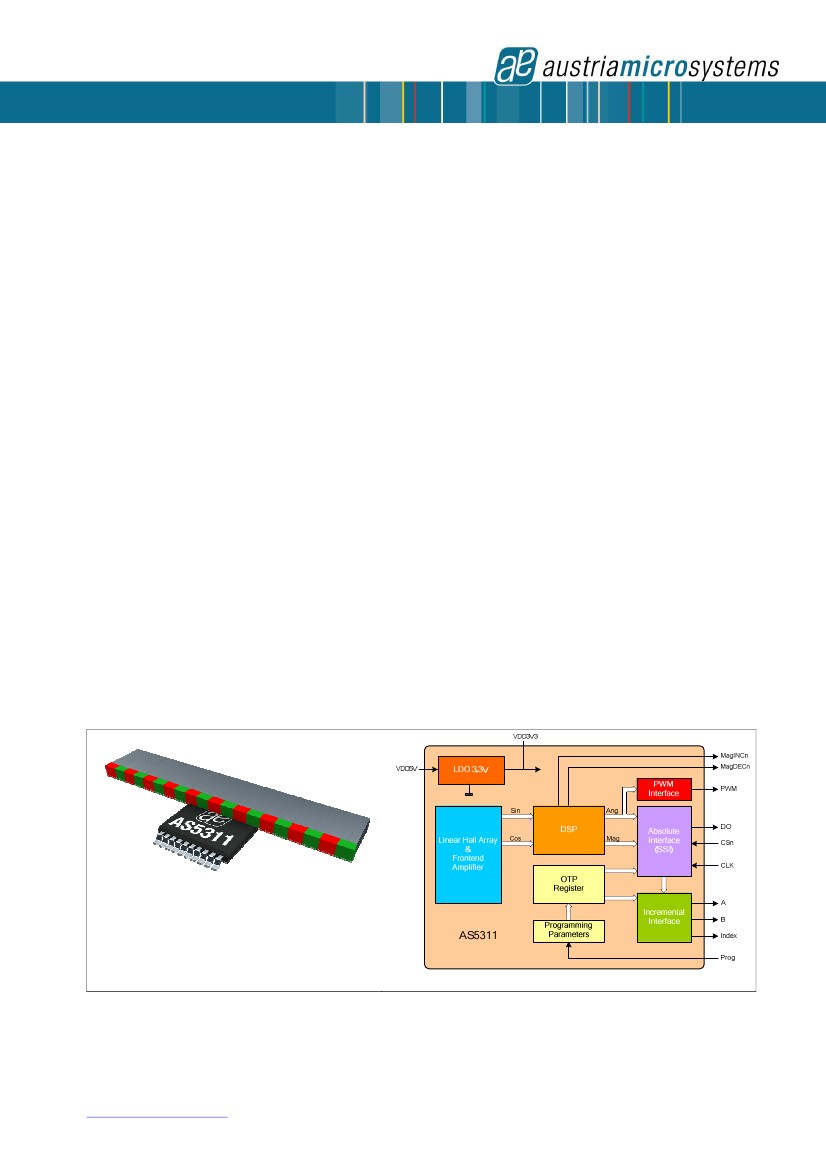 ae austriamicrosystems
VDD3V3
VDD5V
LDO 3.3V
MagINCn
MagDECn
PWM
Interface
PWM
Sin
Ang
Linear Hall Array
&
Frontend
Amplifier
DSP
Absolute
Interface
(SSI)
DO
Cos
Mag
CSn
CLK
OTP
Register
A
Incremental
Interface
B
Programming
Parameters
AS5311
Index
Prog
AS5311